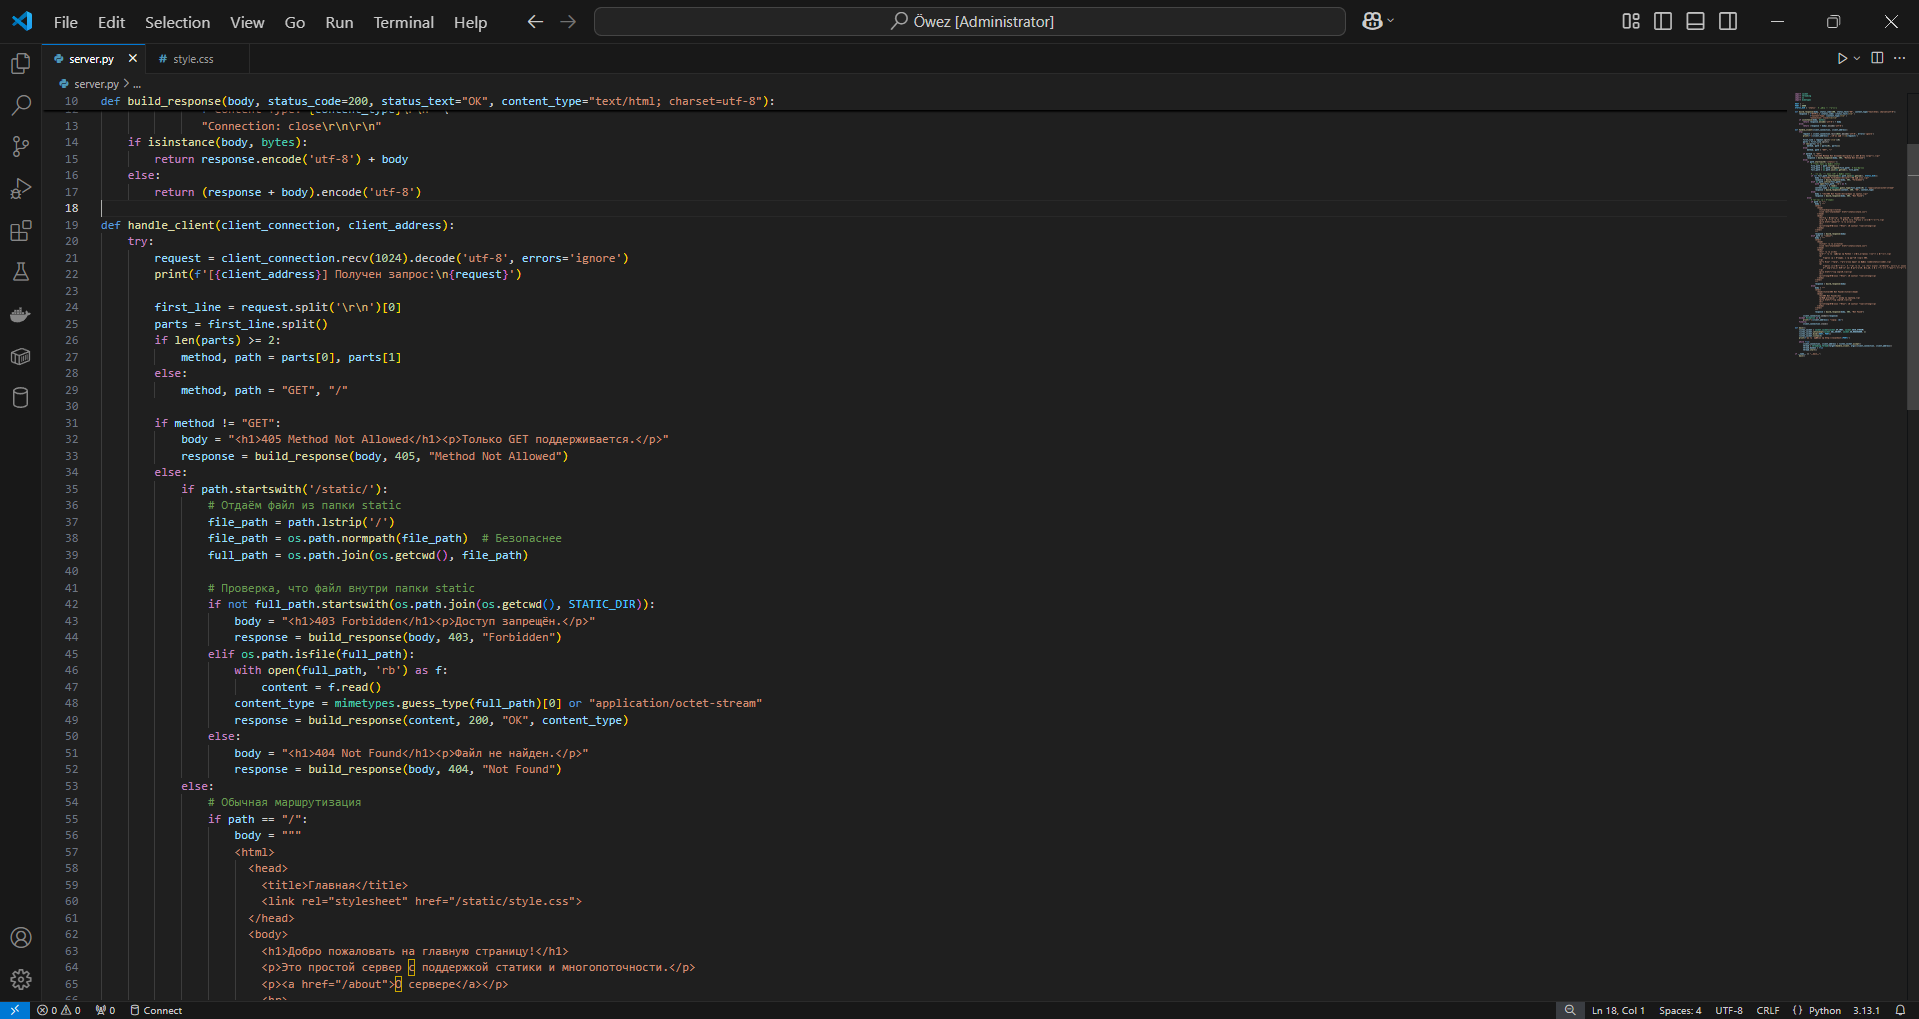 File Edit Selection View Go Run Terminal Help
Öwez [Administrator]
server.py
# style.css
server.py > ...
10 def build_response(body, status_code=200, status_text="OK", content_type="text/html; charset=utf-8"):
13 "Connection: close\r\n\r\n"
14 if isinstance(body, bytes):
15 return response.encode('utf-8') + body
16 else:
17 return (response + body).encode('utf-8')
18
19 def handle_client(client_connection, client_address):
20 try:
21 request = client_connection.recv(1024).decode('utf-8', errors='ignore')
22 print(f'[{client_address}] Получен запрос:\n{request}')
23
24 first_line = request.split('\r\n')[0]
25 parts = first_line.split()
26 if len(parts) >= 2:
27 method, path = parts[0], parts[1]
28 else:
29 method, path = "GET", "/"
30
31 if method != "GET":
32 body = "<h1>405 Method Not Allowed</h1><p>Только GET поддерживается.</p>"
33 response = build_response(body, 405, "Method Not Allowed")
34 else:
35 if path.startswith('/static/'):
36 # Отдаём файл из папки static
37 file_path = path.lstrip('/')
38 file_path = os.path.normpath(file_path) # Безопаснее
39 full_path = os.path.join(os.getcwd(), file_path)
40
41 # Проверка, что файл внутри папки static
42 if not full_path.startswith(os.path.join(os.getcwd(), STATIC_DIR)):
43 body = "<h1>403 Forbidden</h1><p>Доступ запрещён.</p>"
44 response = build_response(body, 403, "Forbidden")
45 elif os.path.isfile(full_path):
46 with open(full_path, 'rb') as f:
47 content = f.read()
48 content_type = mimetypes.guess_type(full_path)[0] or "application/octet-stream"
49 response = build_response(content, 200, "OK", content_type)
50 else:
51 body = "<h1>404 Not Found</h1><p>Файл не найден.</p>"
52 response = build_response(body, 404, "Not Found")
53 else:
54 # Обычная маршрутизация
55 if path == "/":
56 body = """
57 <html>
58 <head>
59 <title>Главная</title>
60 <link rel="stylesheet" href="/static/style.css">
61 </head>
62 <body>
63 <h1>Добро пожаловать на главную страницу!</h1>
64 <p>Это простой сервер с поддержкой статики и многопоточности.</p>
65 <p><a href="/about">О сервере</a></p>
0 0 0 Connect Ln 18, Col 1 Spaces: 4 UTF-8 CRLF {} Python 3.13.1